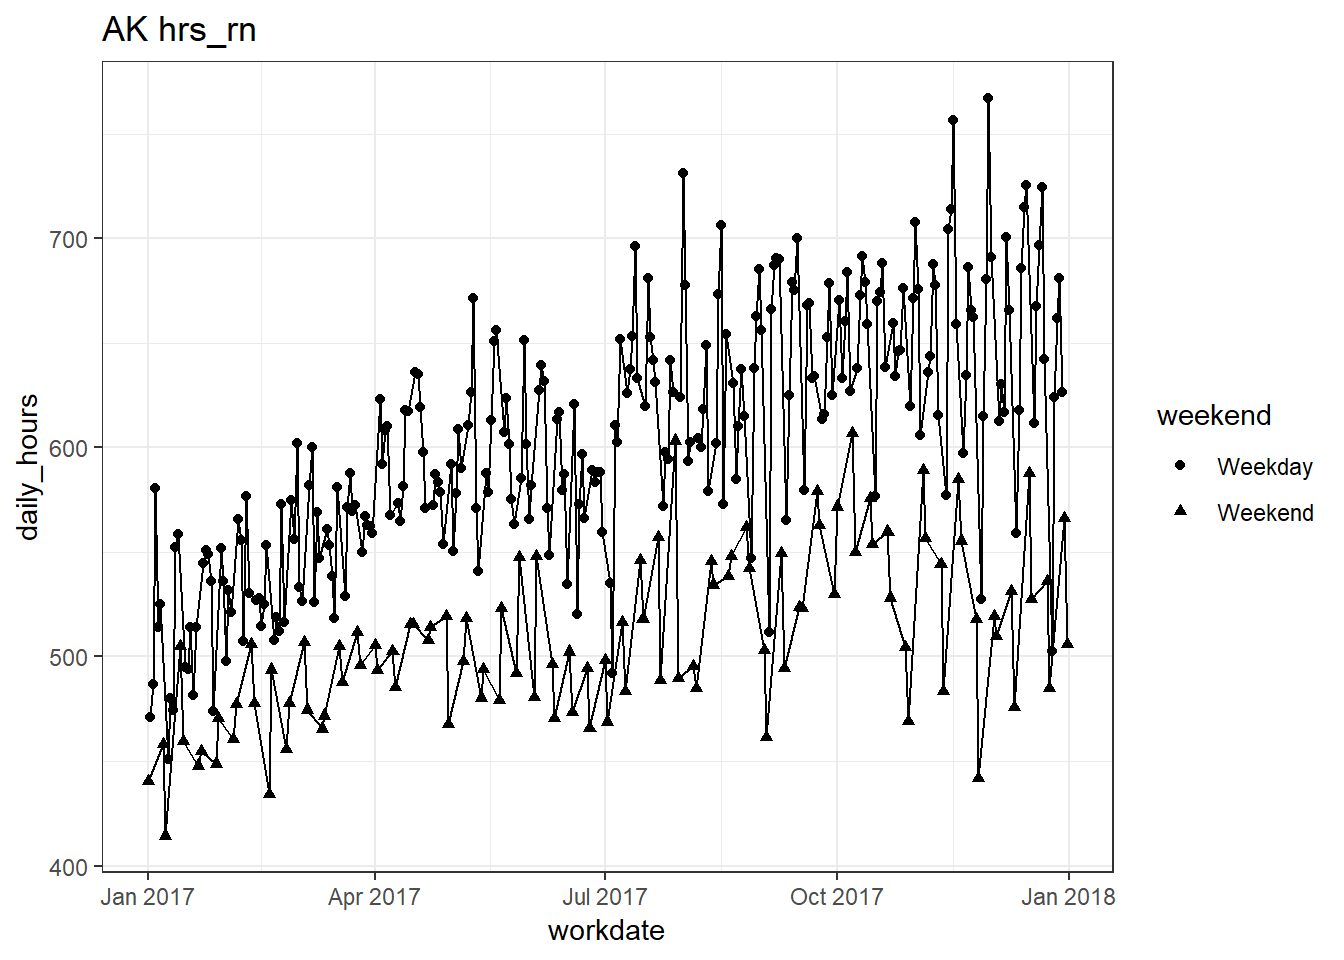 AK hrs_rn
daily_hours
700
600
500
400
Jan 2017
Apr 2017
Jul 2017
Oct 2017
Jan 2018
workdate
weekend
Weekday
Weekend